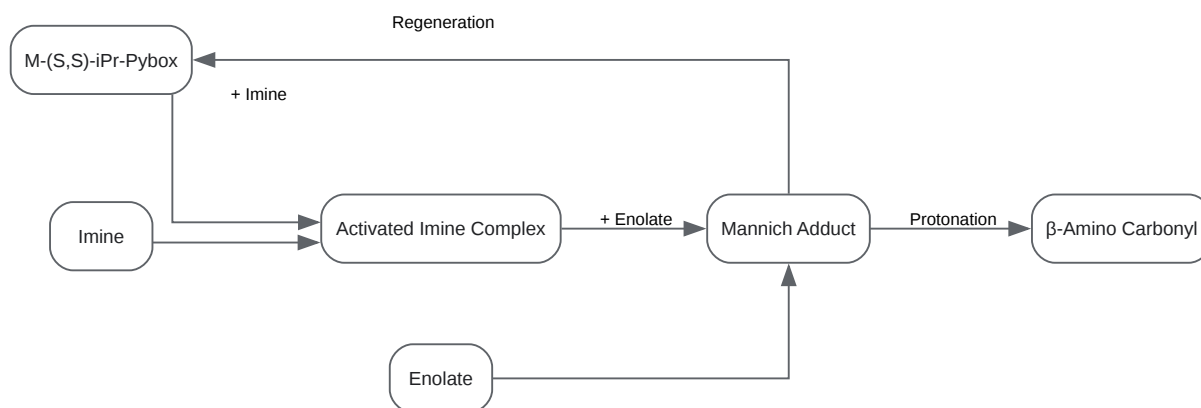 Regeneration
M-(S,S)-iPr-Pybox
+ Imine
Imine
Activated Imine Complex
+ Enolate
Mannich Adduct
Protonation
β-Amino Carbonyl
Enolate